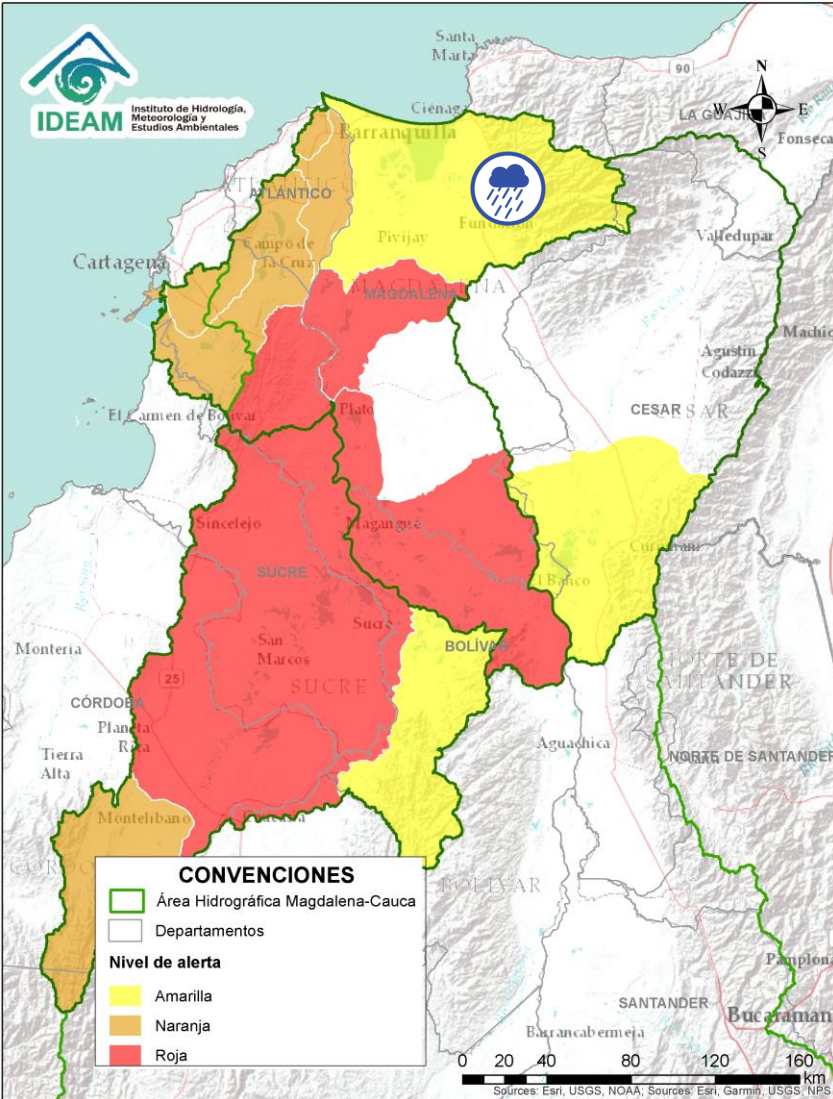 IDEAM
Instituto de Hidrología,
Meteorología y
Estudios Ambientales
Santa
Marta
90
N
W
E
S
LA GUAJIRA
Ciénaga
Barranquilla
Fonseca
ATLÁNTICO
Fundación
Valledupar
Pivijay
Campo de
la Cruz
Cartagena
MAGDALENA
MAGDALENA
Agustín
Codazzi
El Carmen de Bolívar
Plato
CESAR
CESAR
Sincelejo
Magangué
SUCRE
El Banco
Sucre
San
Marcos
BOLÍVAR
Montería
SUCRE
25
NORTE DE
SANTANDER
CÓRDOBA
Planeta
Rica
Aguachica
Tierra
Alta
NORTE DE SANTANDER
Montelíbano
BOLÍVAR
CONVENCIONES
Área Hidrográfica Magdalena-Cauca
Departamentos
Nivel de alerta
Amarilla
Naranja
Roja
Pamplona
SANTANDER
Bucaraman
Barrancabermeja
0 20 40 80 120 160
km
Sources: Esri, USGS, NOAA; Sources: Esri, Garmin, USGS, NPS